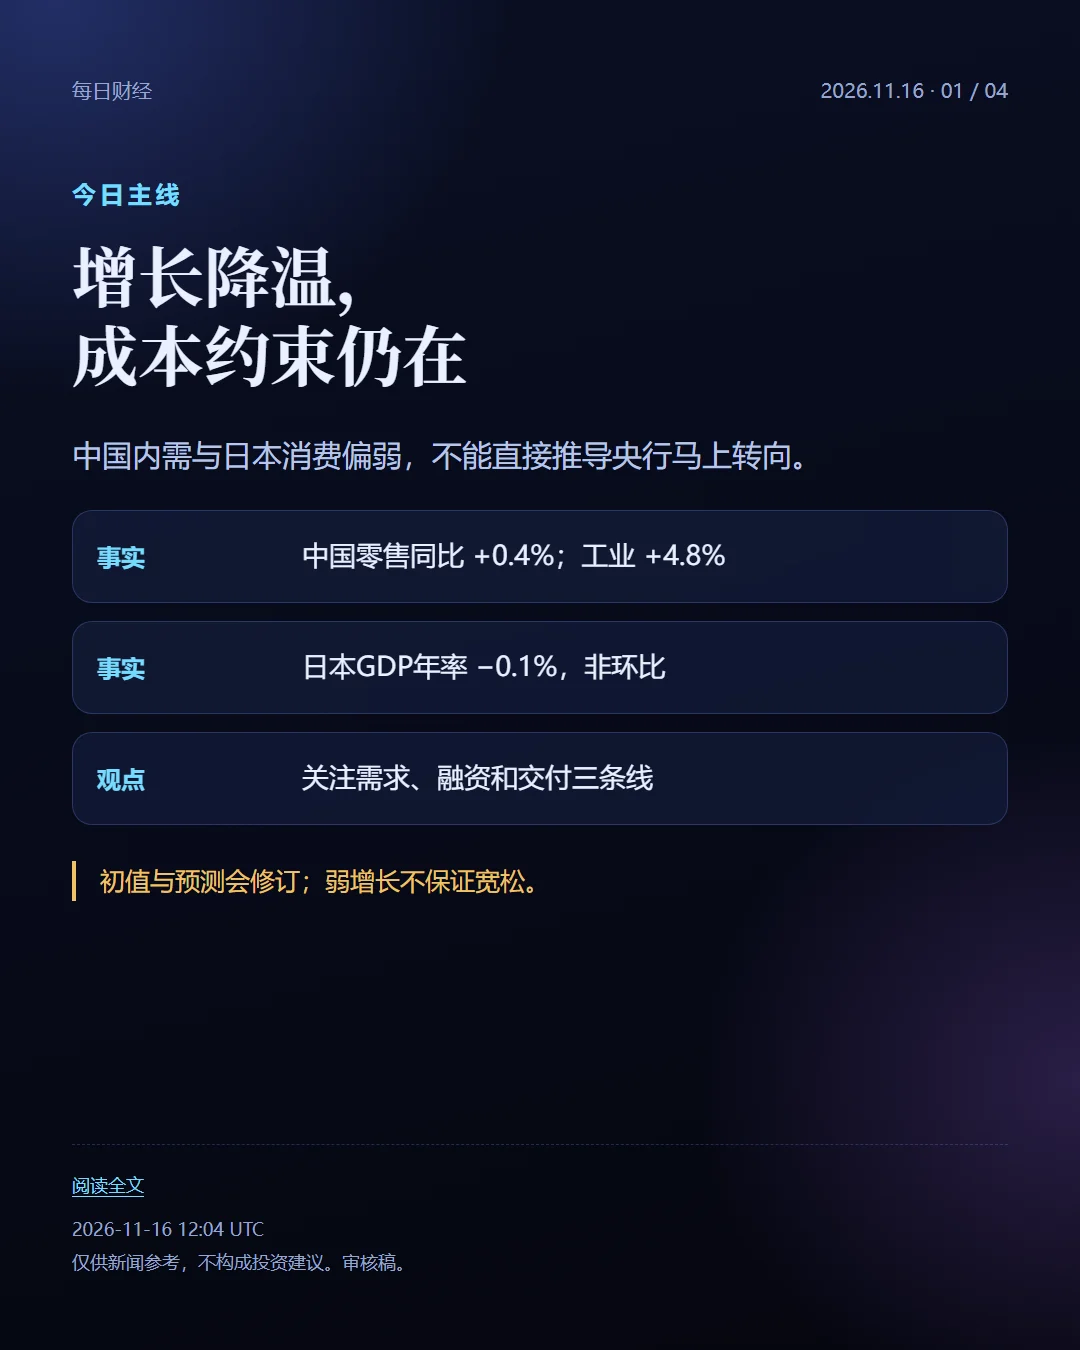 每日财经
2026.11.16 · 01 / 04
今日主线
增长降温，
成本约束仍在
中国内需与日本消费偏弱，不能直接推导央行马上转向。
事实
中国零售同比 +0.4%；工业 +4.8%
事实
日本GDP年率 −0.1%，非环比
观点
关注需求、融资和交付三条线
初值与预测会修订；弱增长不保证宽松。
阅读全文
2026-11-16 12:04 UTC
仅供新闻参考，不构成投资建议。审核稿。